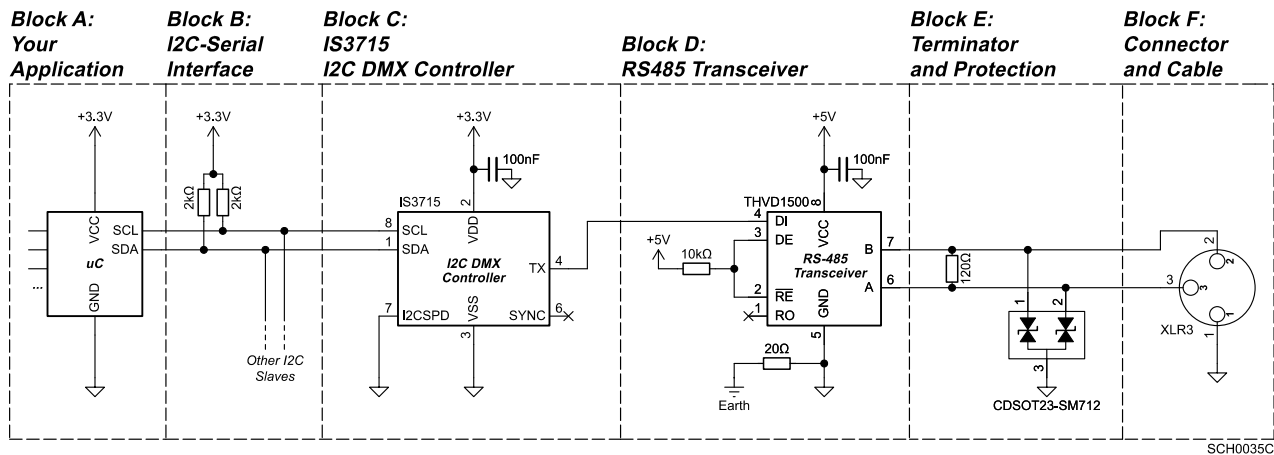 Block A:
Your
Application
Block B:
I2C-Serial
Interface
Block C:
IS3715
I2C DMX Controller
Block D:
RS485 Transceiver
Block E:
Terminator
and Protection
Block F:
Connector
and Cable
+3.3V
VCC
SCL
SDA
uC
GND
...
+3.3V
2kΩ
2kΩ
Other I2C
Slaves
+3.3V
100nF
IS3715
2
8
SCL
VDD
1
SDA
I2C DMX
Controller
TX
4
7
I2CSPD
VSS
SYNC
6
3
+5V
100nF
THVD1500
8
4
DI
VCC
3
DE
B
7
+5V
10kΩ
RS-485
Transceiver
2
RE
A
6
1
RO
GND
5
20Ω
Earth
120Ω
1
2
3
CDSOT23-SM712
2
2
3
3
1
1
XLR3
SCH0035C